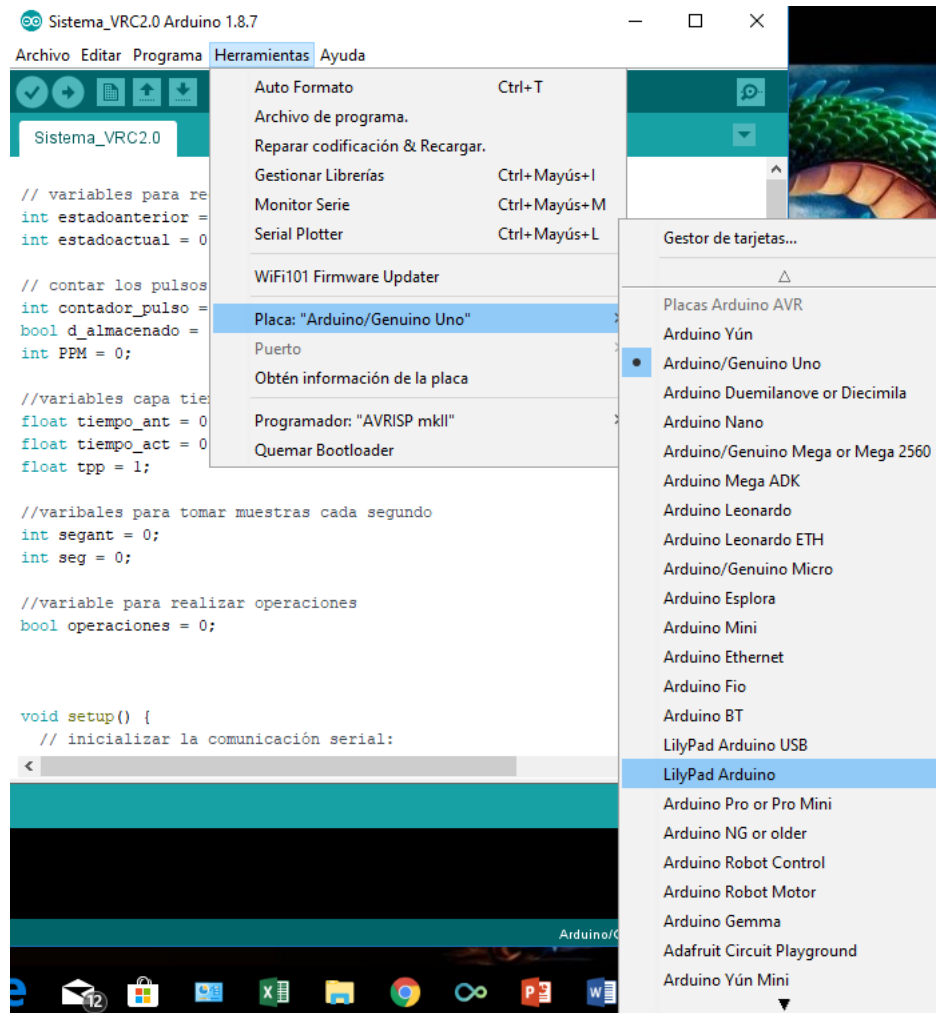 Sistema_VRC2.0 Arduino 1.8.7
Archivo Editar Programa Herramientas Ayuda
Sistema_VRC2.0
Auto Formato Ctrl+T
Archivo de programa.
Reparar codificación & Recargar.
Gestionar Librerías Ctrl+Mayús+I
Monitor Serie Ctrl+Mayús+M
Serial Plotter Ctrl+Mayús+L
WiFi101 Firmware Updater
Placa: "Arduino/Genuino Uno"
Puerto
Obtén información de la placa
Programador: "AVRISP mkII"
Quemar Bootloader
Gestor de tarjetas...
Placas Arduino AVR
Arduino Yún
Arduino/Genuino Uno
Arduino Duemilanove or Diecimila
Arduino Nano
Arduino/Genuino Mega or Mega 2560
Arduino Mega ADK
Arduino Leonardo
Arduino Leonardo ETH
Arduino/Genuino Micro
Arduino Esplora
Arduino Mini
Arduino Ethernet
Arduino Fio
Arduino BT
LilyPad Arduino USB
LilyPad Arduino
Arduino Pro or Pro Mini
Arduino NG or older
Arduino Robot Control
Arduino Robot Motor
Arduino Gemma
Adafruit Circuit Playground
Arduino Yún Mini
// variables para re
int estadoanterior =
int estadoactual = 0
// contar los pulsos
int contador_pulso =
bool d_almacenado =
int PPM = 0;
//variables capa tie
float tiempo_ant = 0
float tiempo_act = 0
float tpp = 1;
//varibales para tomar muestras cada segundo
int segant = 0;
int seg = 0;
//variable para realizar operaciones
bool operaciones = 0;
void setup() {
// inicializar la comunicación serial:
Arduino/
12